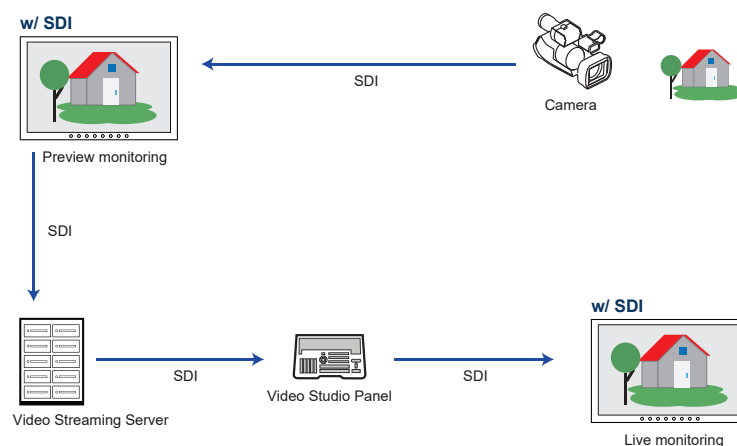 w/ SDI
SDI
Camera
Preview monitoring
SDI
w/ SDI
SDI
SDI
Video Streaming Server
Video Studio Panel
Live monitoring